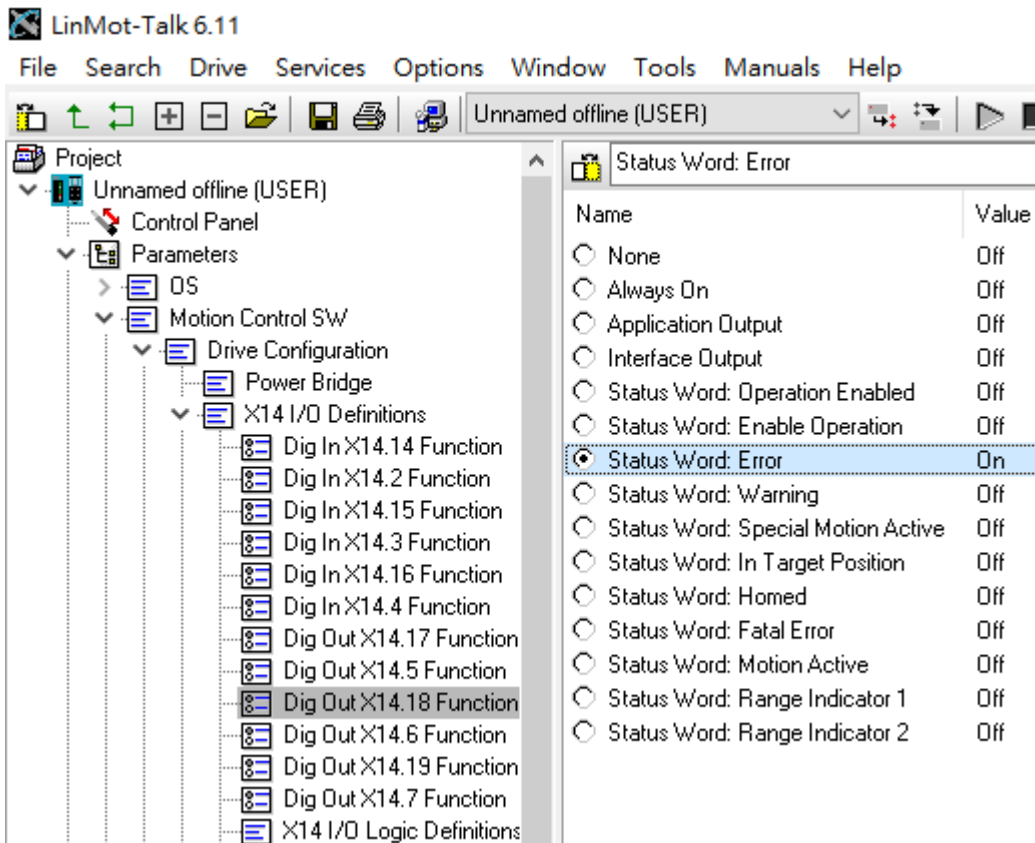 LinMot-Talk 6.11
File Search Drive Services Options Window Tools Manuals Help
Unnamed offline (USER)
Project
Unnamed offline (USER)
Control Panel
Parameters
OS
Motion Control SW
Drive Configuration
Power Bridge
X14 I/O Definitions
Dig In X14.14 Function
Dig In X14.2 Function
Dig In X14.15 Function
Dig In X14.3 Function
Dig In X14.16 Function
Dig In X14.4 Function
Dig Out X14.17 Function
Dig Out X14.5 Function
Dig Out X14.18 Function
Dig Out X14.6 Function
Dig Out X14.19 Function
Dig Out X14.7 Function
X14 I/O Logic Definitions
Status Word: Error
Name Value
None Off
Always On Off
Application Output Off
Interface Output Off
Status Word: Operation Enabled Off
Status Word: Enable Operation Off
Status Word: Error On
Status Word: Warning Off
Status Word: Special Motion Active Off
Status Word: In Target Position Off
Status Word: Homed Off
Status Word: Fatal Error Off
Status Word: Motion Active Off
Status Word: Range Indicator 1 Off
Status Word: Range Indicator 2 Off